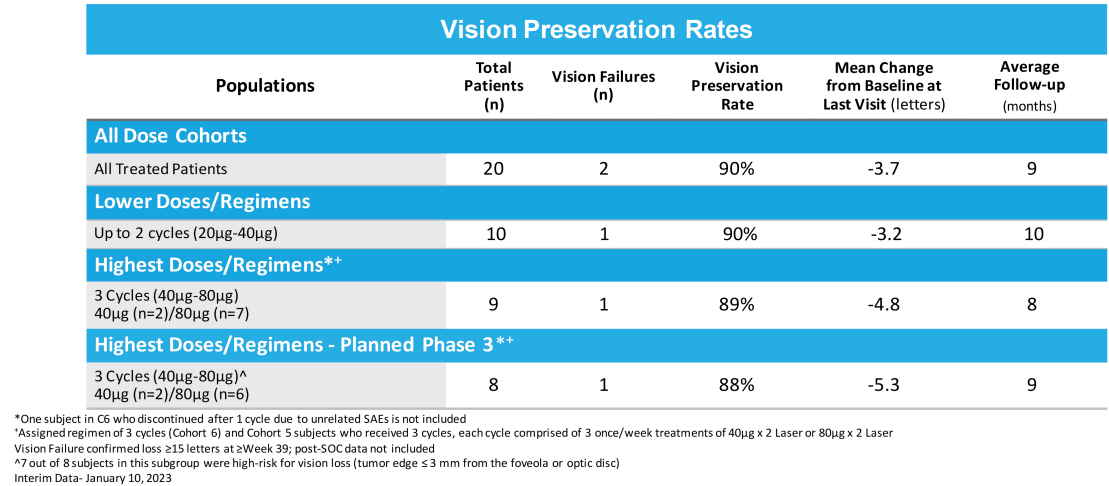 Vision Preservation Rates
Populations
Total
Patients
(n)
Vision Failures
(n)
Vision
Preservation
Rate
Mean Change
from Baseline at
Last Visit (letters)
Average
Follow-up
(months)
All Dose Cohorts
All Treated Patients 20 2 90% -3.7 9
Lower Doses/Regimens
Up to 2 cycles (20µg-40µg) 10 1 90% -3.2 10
Highest Doses/Regimens*+
3 Cycles (40µg-80µg)
40µg (n=2)/80µg (n=7)
9 1 89% -4.8 8
Highest Doses/Regimens - Planned Phase 3*+
3 Cycles (40µg-80µg)^
40µg (n=2)/80µg (n=6)
8 1 88% -5.3 9
*One subject in C6 who discontinued after 1 cycle due to unrelated SAEs is not included
+Assigned regimen of 3 cycles (Cohort 6) and Cohort 5 subjects who received 3 cycles, each cycle comprised of 3 once/week treatments of 40µg x 2 Laser or 80µg x 2 Laser
Vision Failure confirmed loss ≥15 letters at ≥Week 39; post-SOC data not included
^7 out of 8 subjects in this subgroup were high-risk for vision loss (tumor edge ≤ 3 mm from the foveola or optic disc)
Interim Data- January 10, 2023